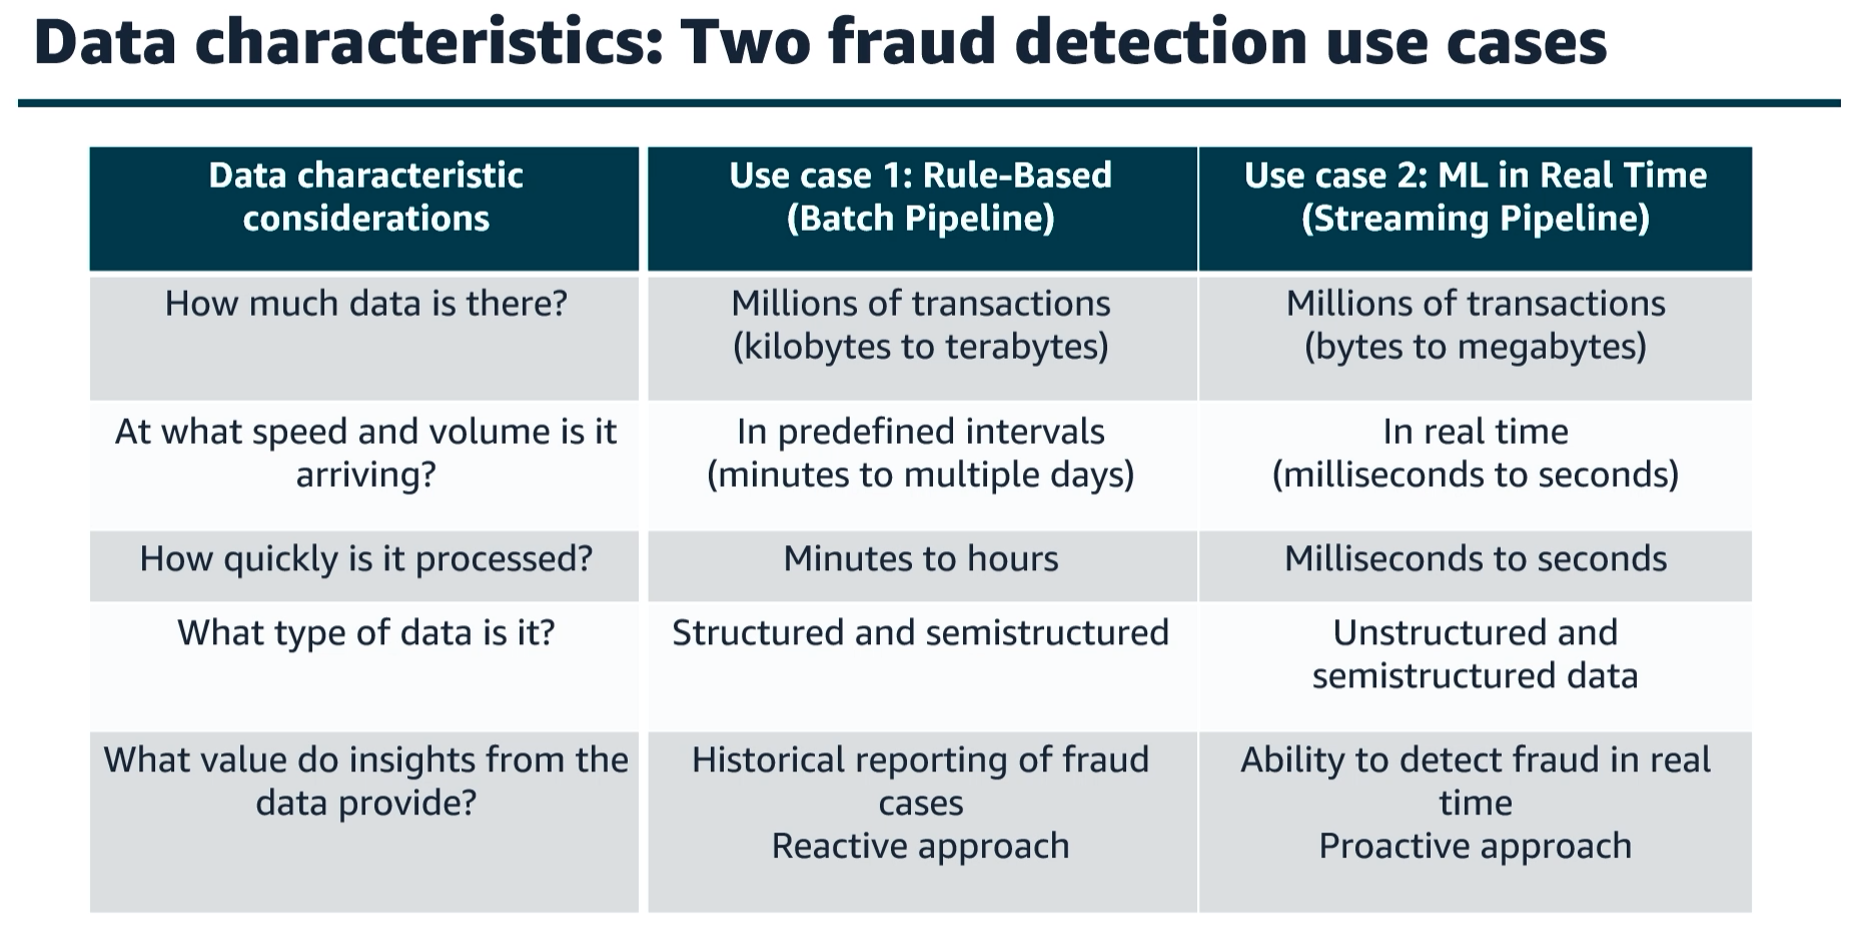 Data characteristics: Two fraud detection use cases
Data characteristic
considerations
Use case 1: Rule-Based
(Batch Pipeline)
Use case 2: ML in Real Time
(Streaming Pipeline)
How much data is there?
Millions of transactions
(kilobytes to terabytes)
Millions of transactions
(bytes to megabytes)
At what speed and volume is it
arriving?
In predefined intervals
(minutes to multiple days)
In real time
(milliseconds to seconds)
How quickly is it processed?
Minutes to hours
Milliseconds to seconds
What type of data is it?
Structured and semistructured
Unstructured and
semistructured data
What value do insights from the
data provide?
Historical reporting of fraud
cases
Reactive approach
Ability to detect fraud in real
time
Proactive approach